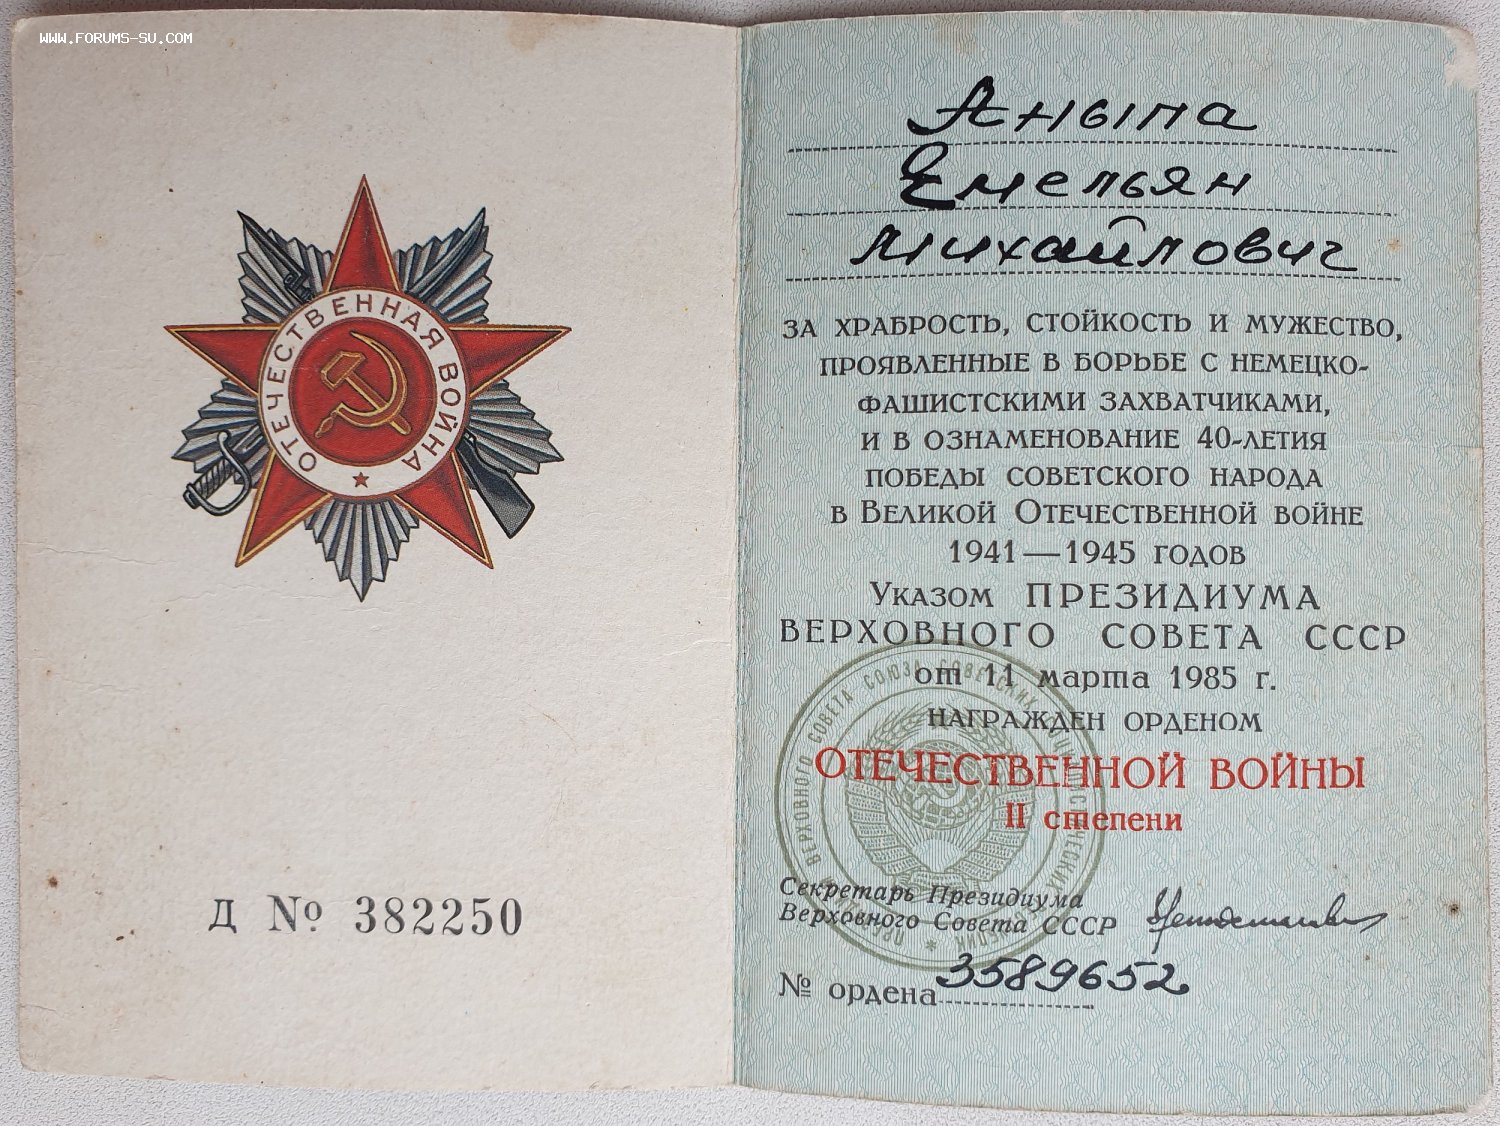 WWW.FORUMS-SU.COM
ОТЕЧЕСТВЕННАЯ ВОЙНА
Д № 382250
Аныпа
Емельян
Михайлович
ЗА ХРАБРОСТЬ, СТОЙКОСТЬ И МУЖЕСТВО,
ПРОЯВЛЕННЫЕ В БОРЬБЕ С НЕМЕЦКО-
ФАШИСТСКИМИ ЗАХВАТЧИКАМИ,
И В ОЗНАМЕНОВАНИЕ 40-ЛЕТИЯ
ПОБЕДЫ СОВЕТСКОГО НАРОДА
В ВЕЛИКОЙ ОТЕЧЕСТВЕННОЙ ВОЙНЕ
1941—1945 ГОДОВ
УКАЗОМ ПРЕЗИДИУМА
ВЕРХОВНОГО СОВЕТА СССР
от 11 марта 1985 г.
НАГРАЖДЕН ОРДЕНОМ
ОТЕЧЕСТВЕННОЙ ВОЙНЫ
II степени
Секретарь Президиума
Верховного Совета СССР
№ ордена 3589652